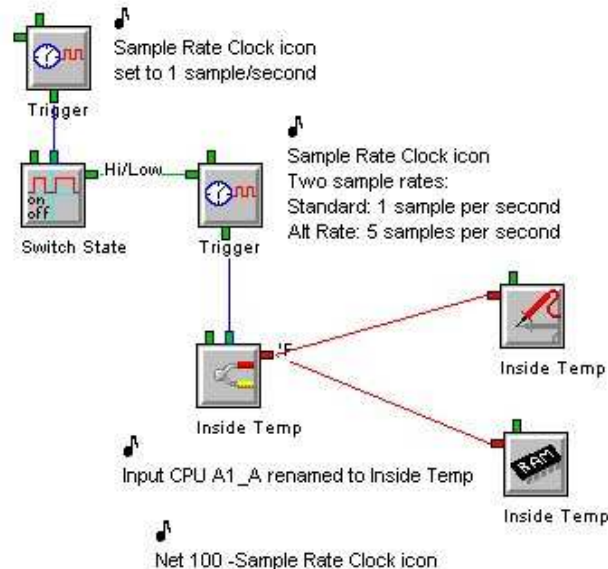 Sample Rate Clock icon
set to 1 sample/second
Trigger
Hi/Low
Sample Rate Clock icon
Two sample rates:
Standard: 1 sample per second
Alt Rate: 5 samples per second
on
off
Switch State
Trigger
'F
Inside Temp
Inside Temp
Input CPU A1_A renamed to Inside Temp
RAM
Inside Temp
Net 100 -Sample Rate Clock icon